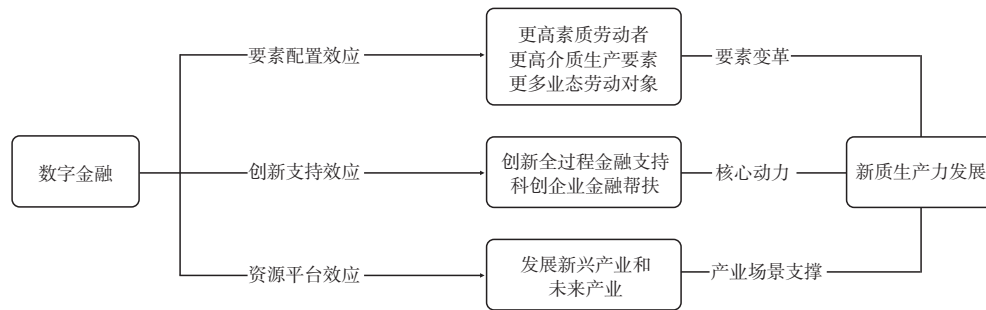 更高素质劳动者
要素配置效应
更高介质生产要素
要素变革
更多业态劳动对象
数字金融
创新支持效应
创新全过程金融支持
科创企业金融帮扶
核心动力
新质生产力发展
资源平台效应
发展新兴产业和
未来产业
产业场景支撑